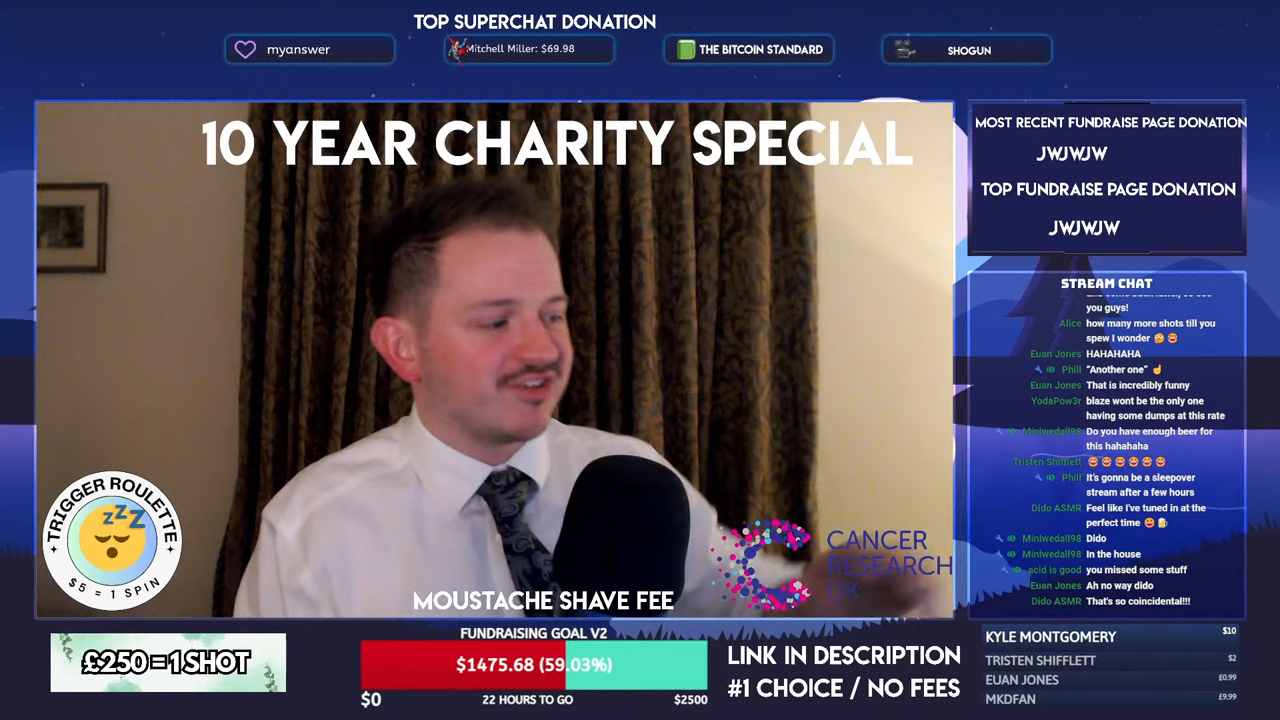 TOP SUPERCHAT DONATION
myanswer
Mitchell Miller: $69.98
THE BITCOIN STANDARD
SHOGUN
10 YEAR CHARITY SPECIAL
TRIGGER ROULETTE
zzz
$5 = 1 SPIN
CANCER
RESEARCH
UK
MOUSTACHE SHAVE FEE
MOST RECENT FUNDRAISE PAGE DONATION
JWJWJW
TOP FUNDRAISE PAGE DONATION
JWJWJW
STREAM CHAT
you guys!
Alice how many more shots till you
spew I wonder 🤔 🤩
Euan Jones HAHAHAHA
Phill “Another one” ☝
Euan Jones That is incredibly funny
YodaPow3r blaze wont be the only one
having some dumps at this rate
Miniwedall98 Do you have enough beer for
this hahahaha
Tristen Shifflett
Phill It's gonna be a sleepover
stream after a few hours
Dido ASMR Feel like I've tuned in at the
perfect time
Miniwedall98 Dido
Miniwedall98 In the house
acid is good you missed some stuff
Euan Jones Ah no way dido
Dido ASMR That's so coincidental!!!
£250 = 1 SHOT
FUNDRAISING GOAL V2
$1475.68 (59.03%)
$0
22 HOURS TO GO
$2500
LINK IN DESCRIPTION
#1 CHOICE / NO FEES
KYLE MONTGOMERY $10
TRISTEN SHIFFLETT $2
EUAN JONES £0.99
MKDFAN £9.99